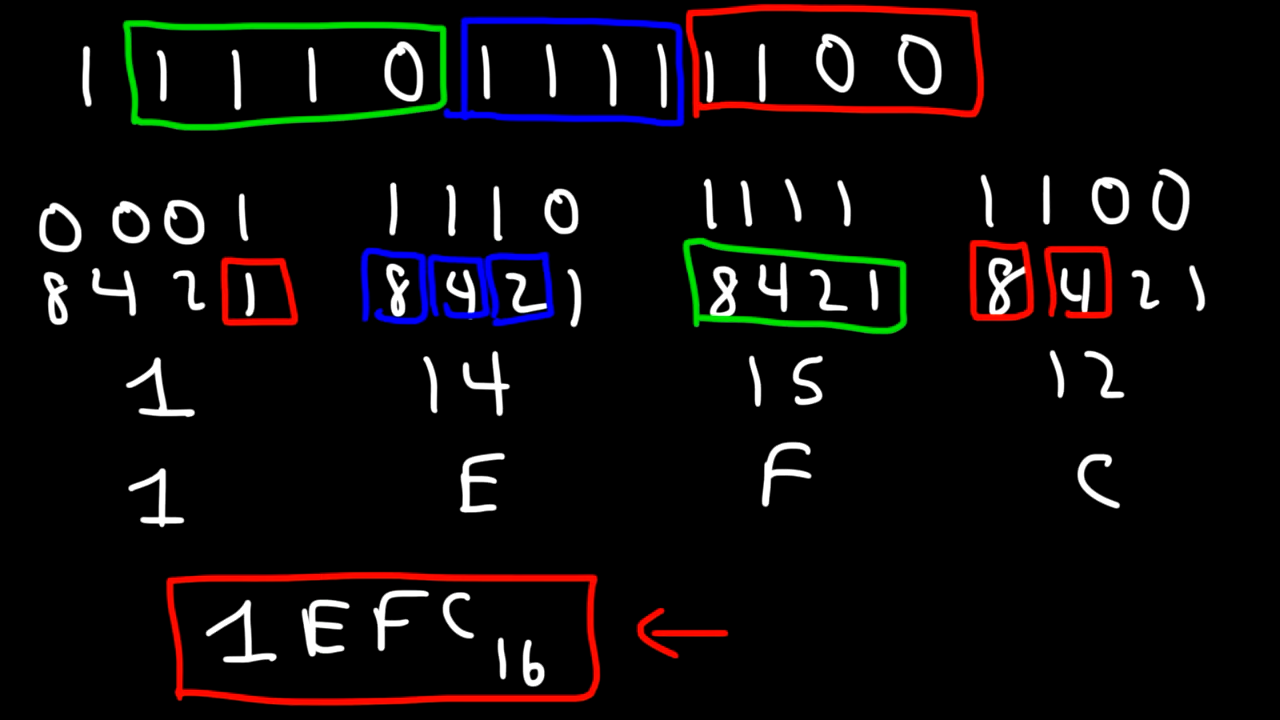 1 1 1 1 0 1 1 1 1 1 1 0 0
0 0 0 1 1 1 1 0 1 1 1 1 1 1 0 0
8 4 2 1 8 4 2 1 8 4 2 1 8 4 2 1
1 14 15 12
1 E F C
1EFC16